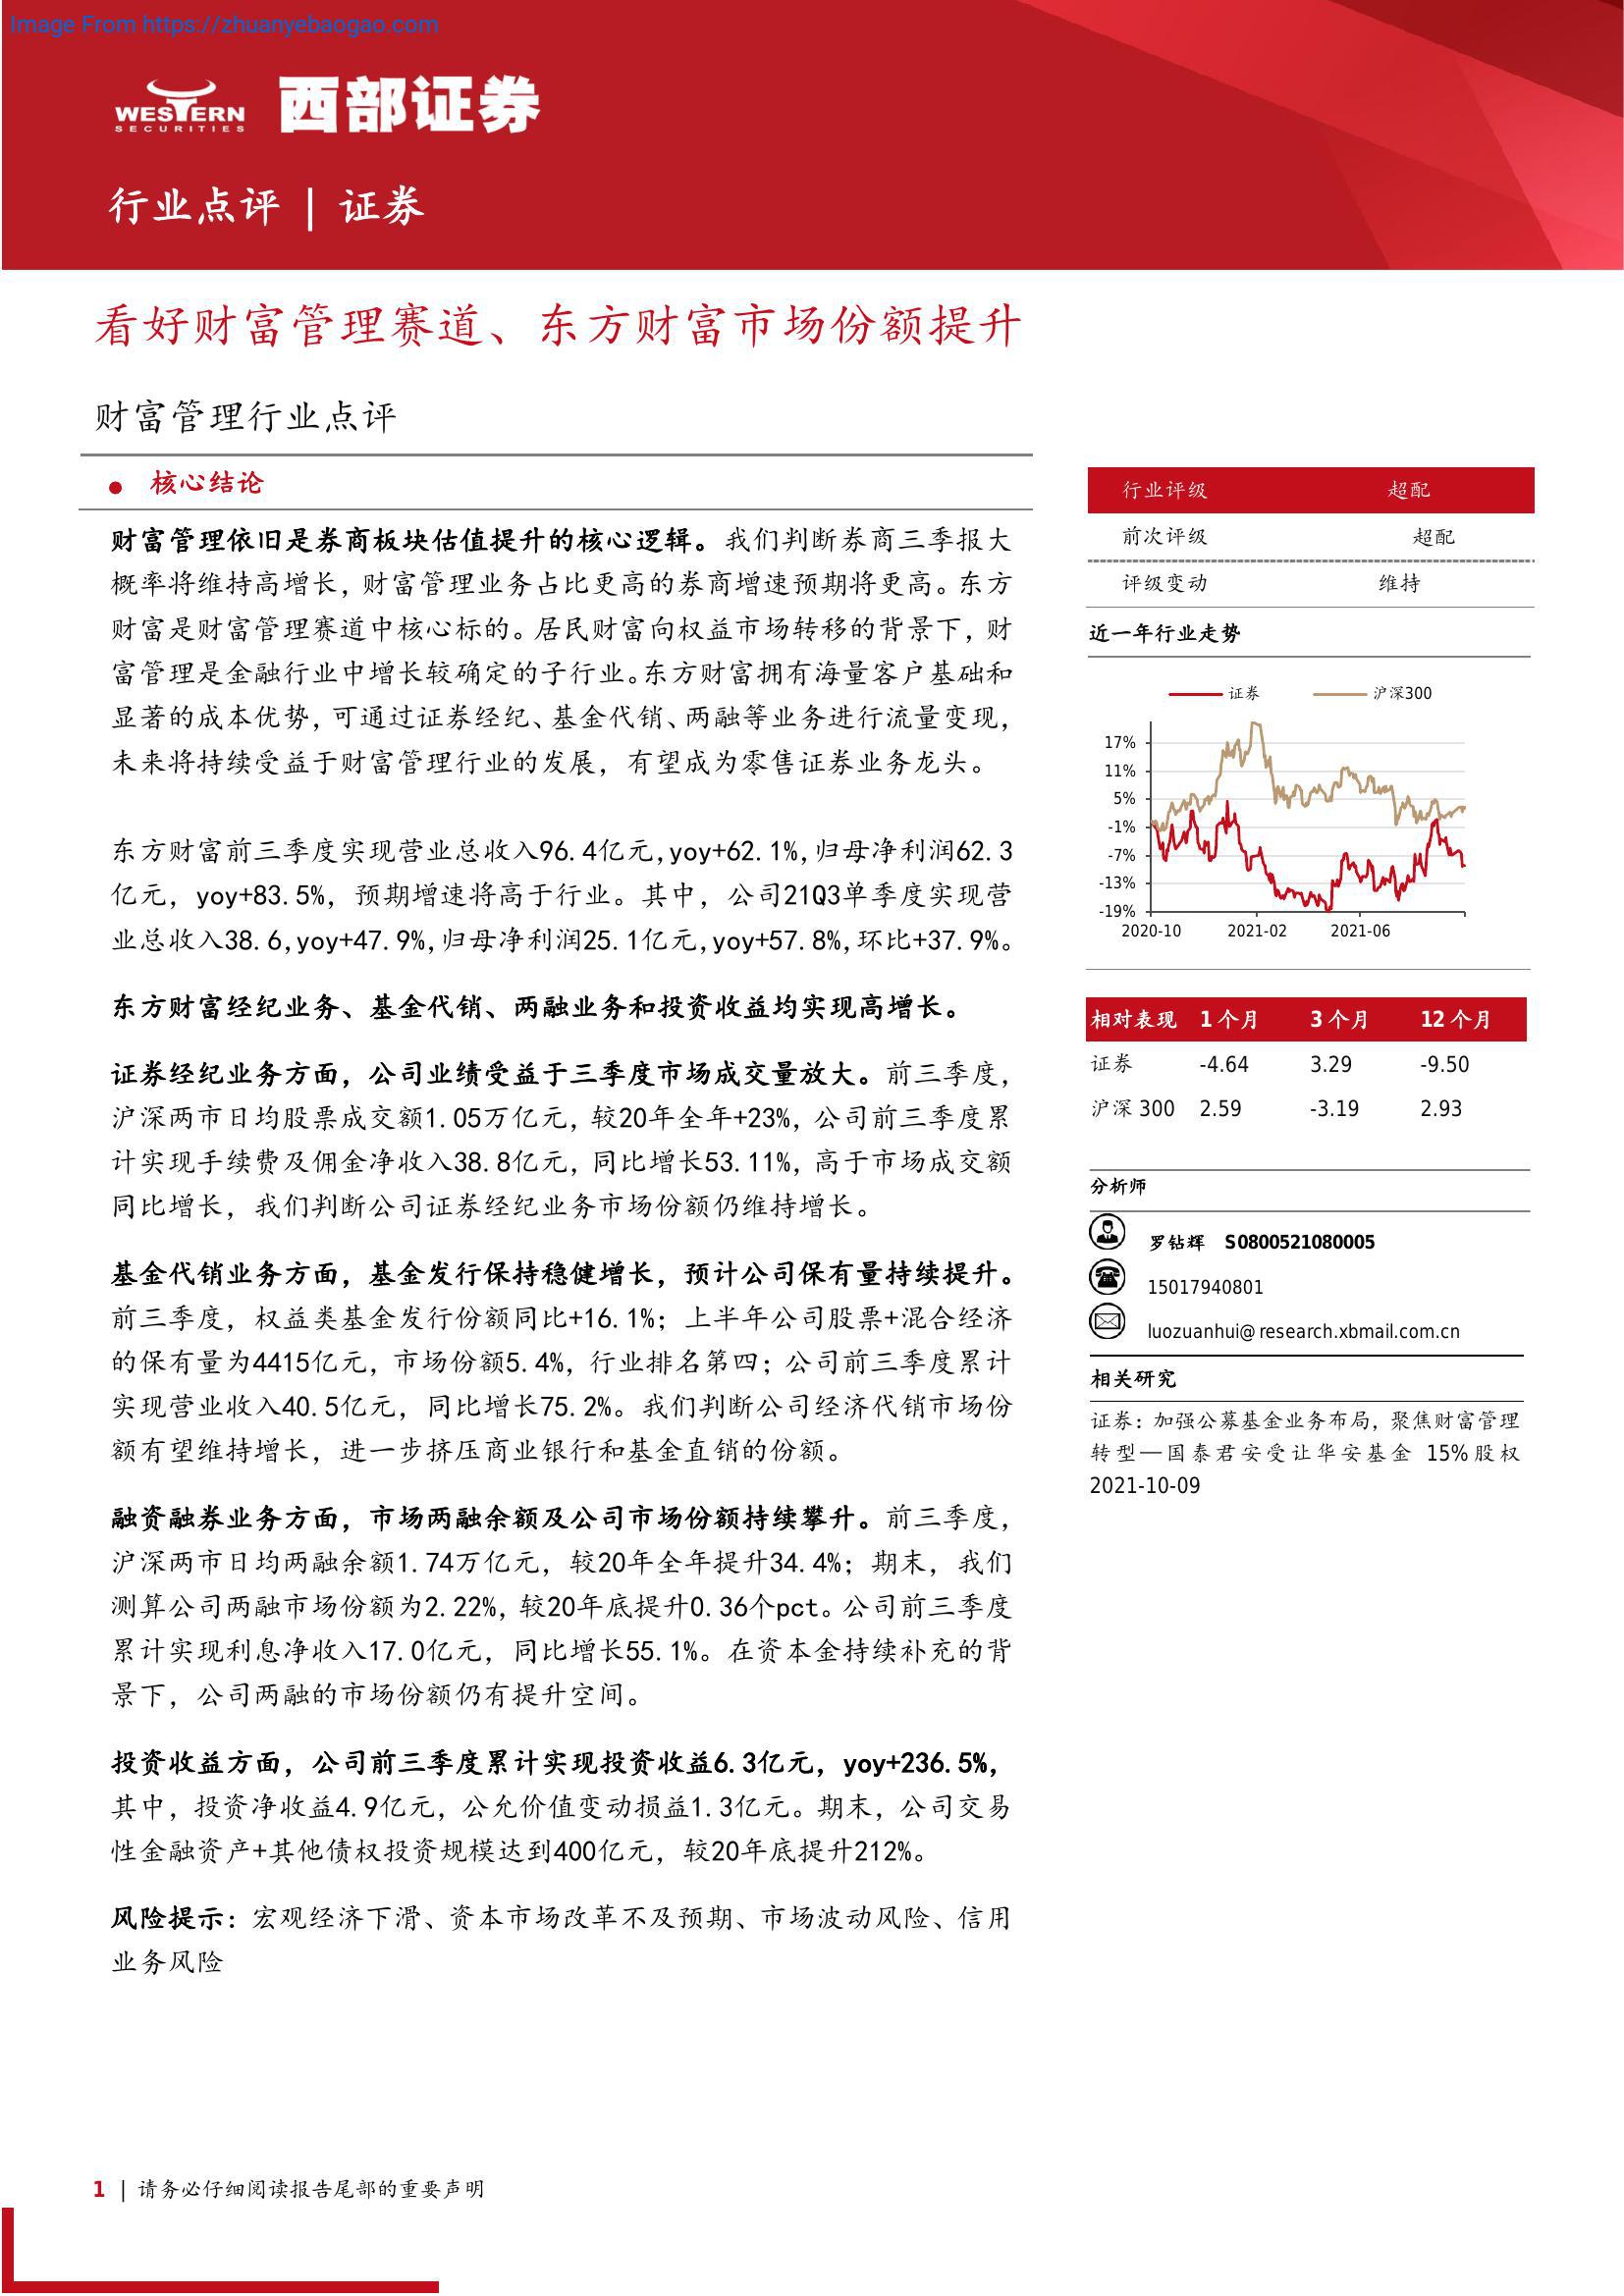 Image From https://zhuanyebaogao.com
WESTERN
SECURITIES
西部证券
行业点评 | 证券
看好财富管理赛道、东方财富市场份额提升
财富管理行业点评
● 核心结论
财富管理依旧是券商板块估值提升的核心逻辑。我们判断券商三季报大
概率将维持高增长，财富管理业务占比更高的券商增速预期将更高。东方
财富是财富管理赛道中核心标的。居民财富向权益市场转移的背景下，财
富管理是金融行业中增长较确定的子行业。东方财富拥有海量客户基础和
显著的成本优势，可通过证券经纪、基金代销、两融等业务进行流量变现，
未来将持续受益于财富管理行业的发展，有望成为零售证券业务龙头。
东方财富前三季度实现营业总收入96.4亿元,yoy+62.1%,归母净利润62.3
亿元，yoy+83.5%，预期增速将高于行业。其中，公司21Q3单季度实现营
业总收入38.6,yoy+47.9%,归母净利润25.1亿元,yoy+57.8%,环比+37.9%。
东方财富经纪业务、基金代销、两融业务和投资收益均实现高增长。
证券经纪业务方面，公司业绩受益于三季度市场成交量放大。前三季度，
沪深两市日均股票成交额1.05万亿元，较20年全年+23%，公司前三季度累
计实现手续费及佣金净收入38.8亿元，同比增长53.11%，高于市场成交额
同比增长，我们判断公司证券经纪业务市场份额仍维持增长。
基金代销业务方面，基金发行保持稳健增长，预计公司保有量持续提升。
前三季度，权益类基金发行份额同比+16.1%；上半年公司股票+混合经济
的保有量为4415亿元，市场份额5.4%，行业排名第四；公司前三季度累计
实现营业收入40.5亿元，同比增长75.2%。我们判断公司经济代销市场份
额有望维持增长，进一步挤压商业银行和基金直销的份额。
融资融券业务方面，市场两融余额及公司市场份额持续攀升。前三季度，
沪深两市日均两融余额1.74万亿元，较20年全年提升34.4%；期末，我们
测算公司两融市场份额为2.22%，较20年底提升0.36个pct。公司前三季度
累计实现利息净收入17.0亿元，同比增长55.1%。在资本金持续补充的背
景下，公司两融的市场份额仍有提升空间。
投资收益方面，公司前三季度累计实现投资收益6.3亿元，yoy+236.5%，
其中，投资净收益4.9亿元，公允价值变动损益1.3亿元。期末，公司交易
性金融资产+其他债权投资规模达到400亿元，较20年底提升212%。
风险提示：宏观经济下滑、资本市场改革不及预期、市场波动风险、信用
业务风险
行业评级 超配
前次评级 超配
评级变动 维持
近一年行业走势
证券 沪深300
17%
11%
5%
-1%
-7%
-13%
-19%
2020-10 2021-02 2021-06
相对表现 1个月 3个月 12个月
证券 -4.64 3.29 -9.50
沪深300 2.59 -3.19 2.93
分析师
罗钻辉 S0800521080005
15017940801
luozuanhui@research.xbmail.com.cn
相关研究
证券：加强公募基金业务布局，聚焦财富管理
转型—国泰君安受让华安基金 15%股权
2021-10-09
1 | 请务必仔细阅读报告尾部的重要声明